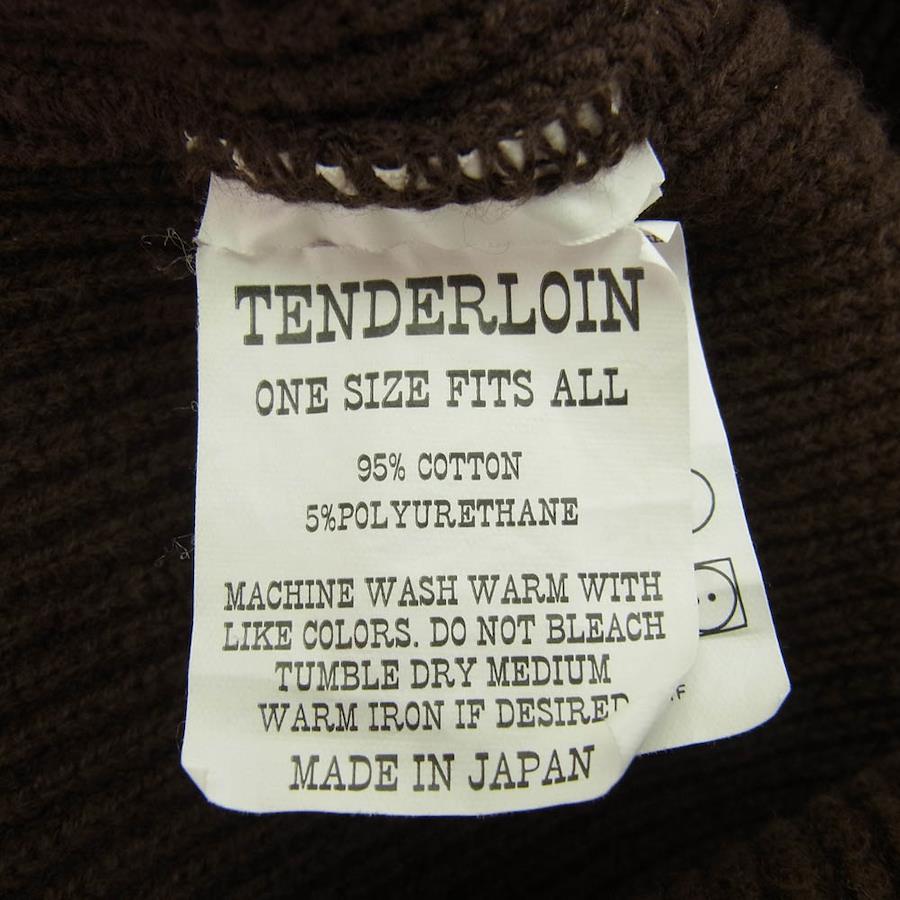 TENDERLOIN
ONE SIZE FITS ALL
95% COTTON
5%POLYURETHANE
MACHINE WASH WARM WITH
LIKE COLORS. DO NOT BLEACH
TUMBLE DRY MEDIUM
WARM IRON IF DESIRED
MADE IN JAPAN